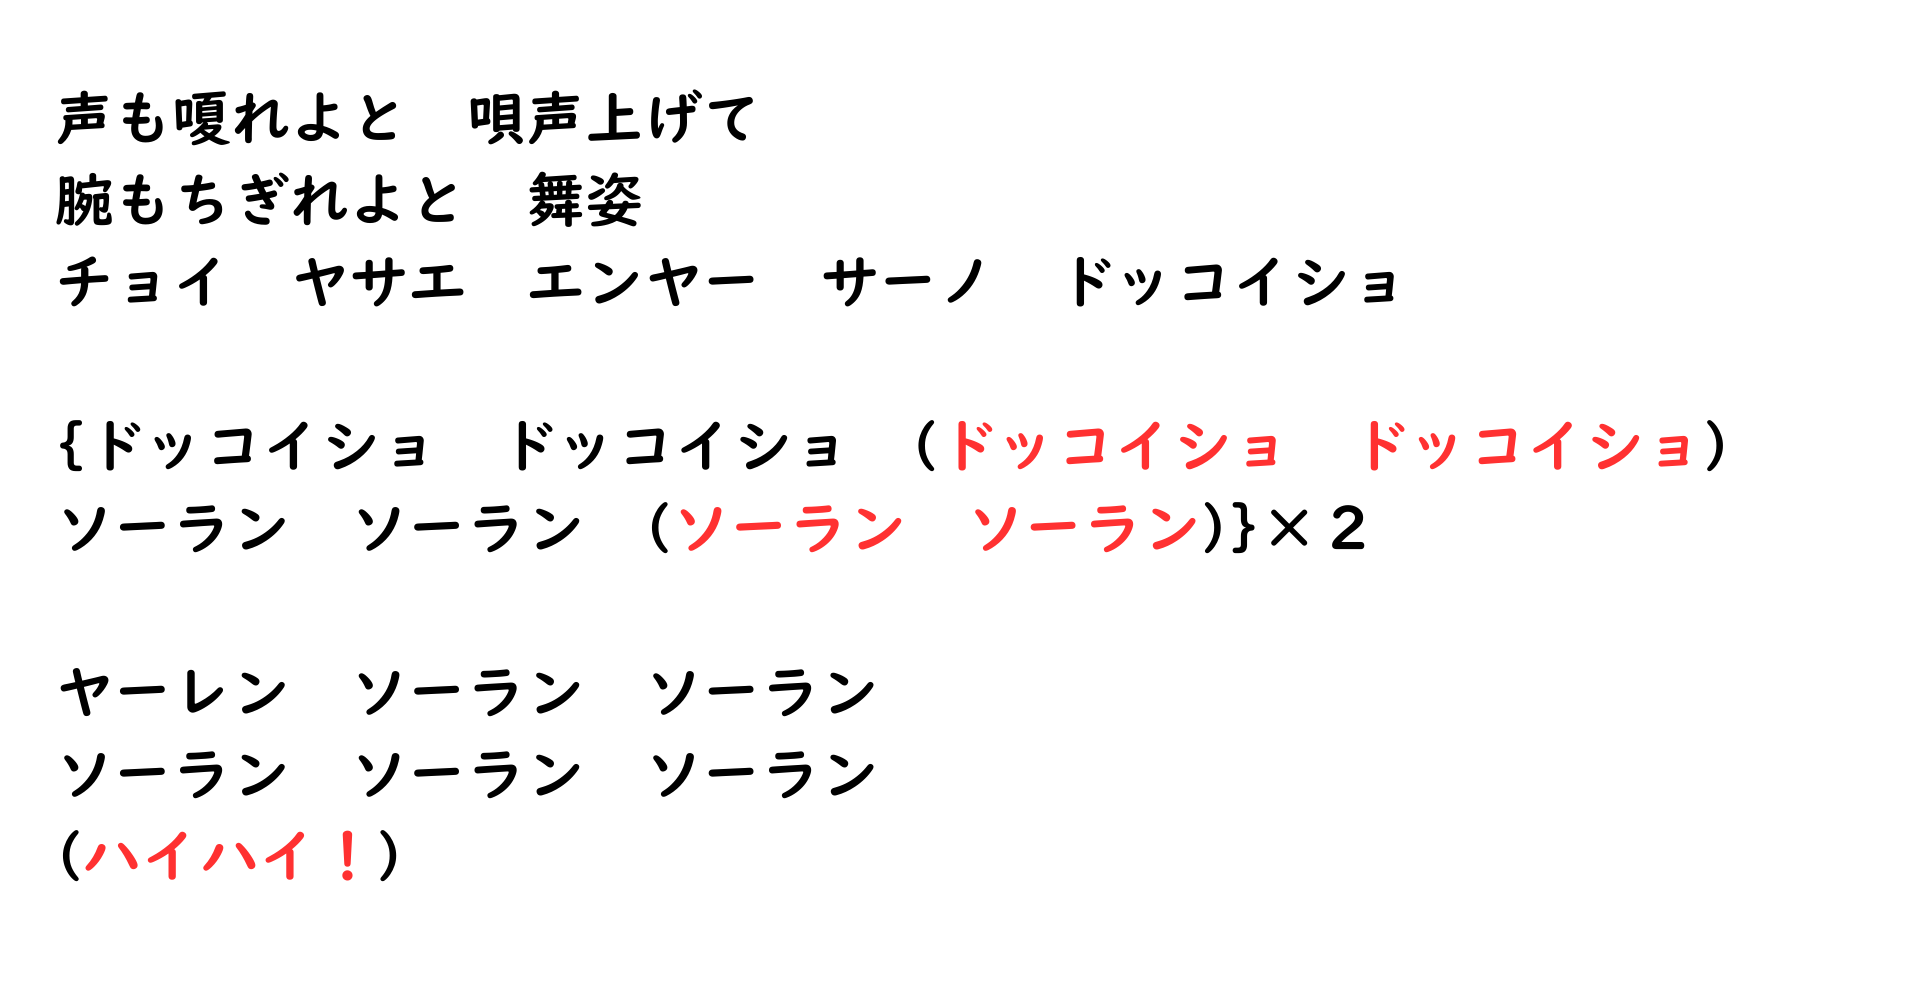 声も嗄れよと　唄声上げて
腕もちぎれよと　舞姿
チョイ　ヤサエ　エンヤー　サーノ　ドッコイショ
{ドッコイショ　ドッコイショ　(ドッコイショ　ドッコイショ)
ソーラン　ソーラン　(ソーラン　ソーラン)}×２
ヤーレン　ソーラン　ソーラン
ソーラン　ソーラン　ソーラン
(ハイハイ！)